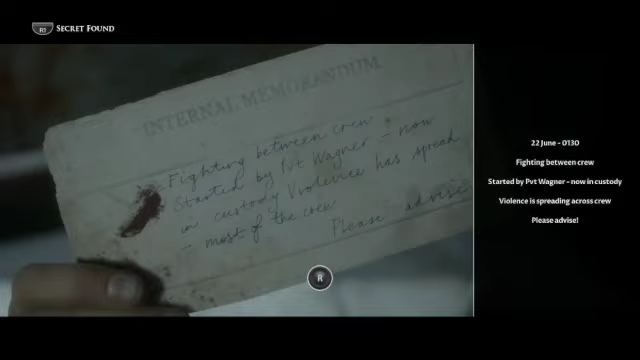 R1 SECRET FOUND
INTERNAL MEMORANDUM
Fighting between crew
Started by Pvt Wagner - now
in custody Violence has spread
- most of the crew
Please advise
R
22 June - 0130
Fighting between crew
Started by Pvt Wagner - now in custody
Violence is spreading across crew
Please advise!